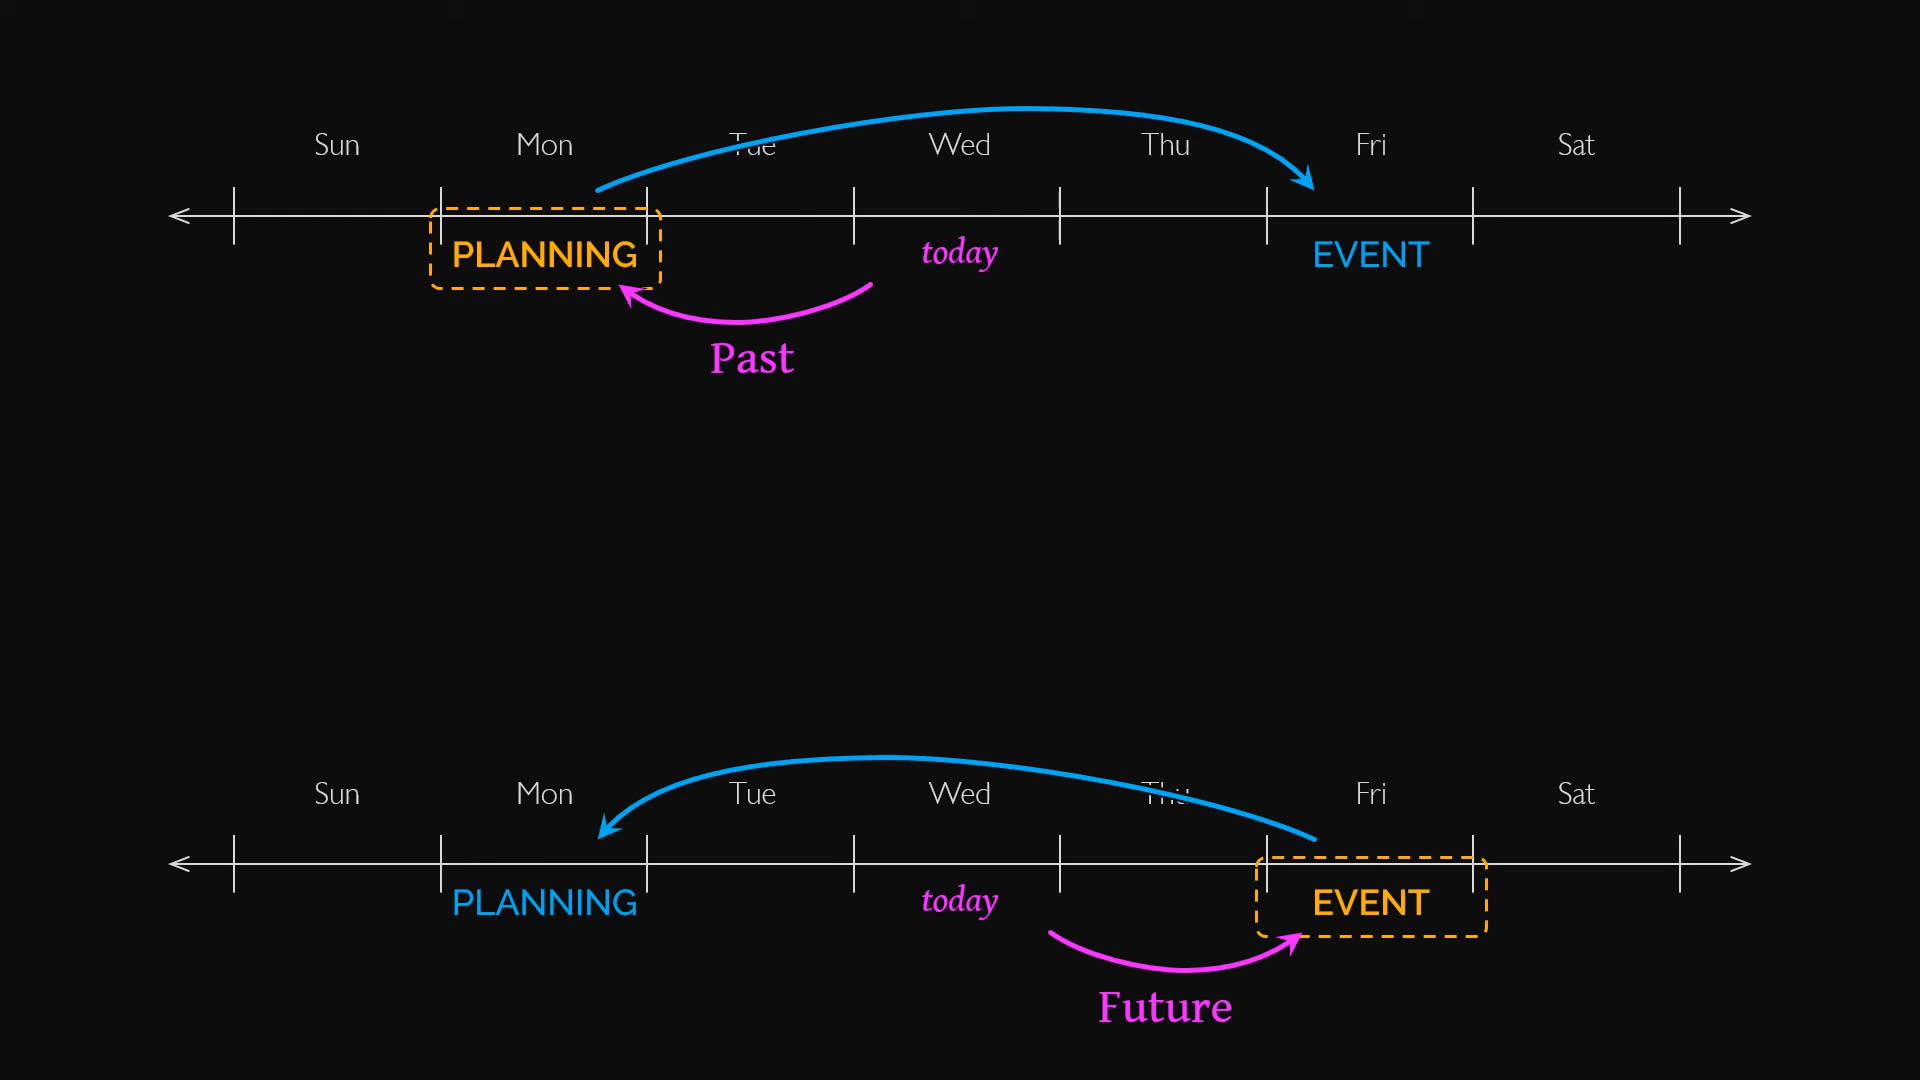 Sun Mon Tue Wed Thu Fri Sat
PLANNING today EVENT
Past
Sun Mon Tue Wed Thu Fri Sat
PLANNING today EVENT
Future